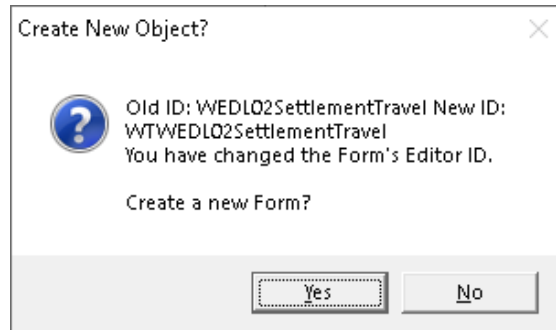 Create New Object?
Old ID: WEDL02SettlementTravel New ID:
WTWEDL02SettlementTravel
You have changed the Form's Editor ID.
Create a new Form?
Yes
No